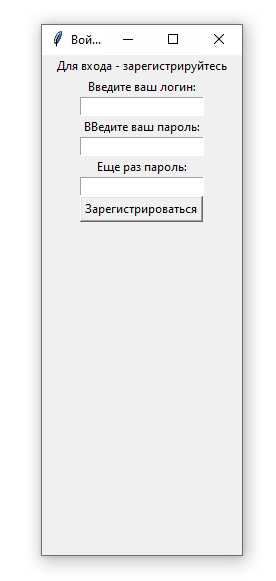 Вой...
Для входа - зарегистрируйтесь
Введите ваш логин:
ВВедите ваш пароль:
Еще раз пароль:
Зарегистрироваться